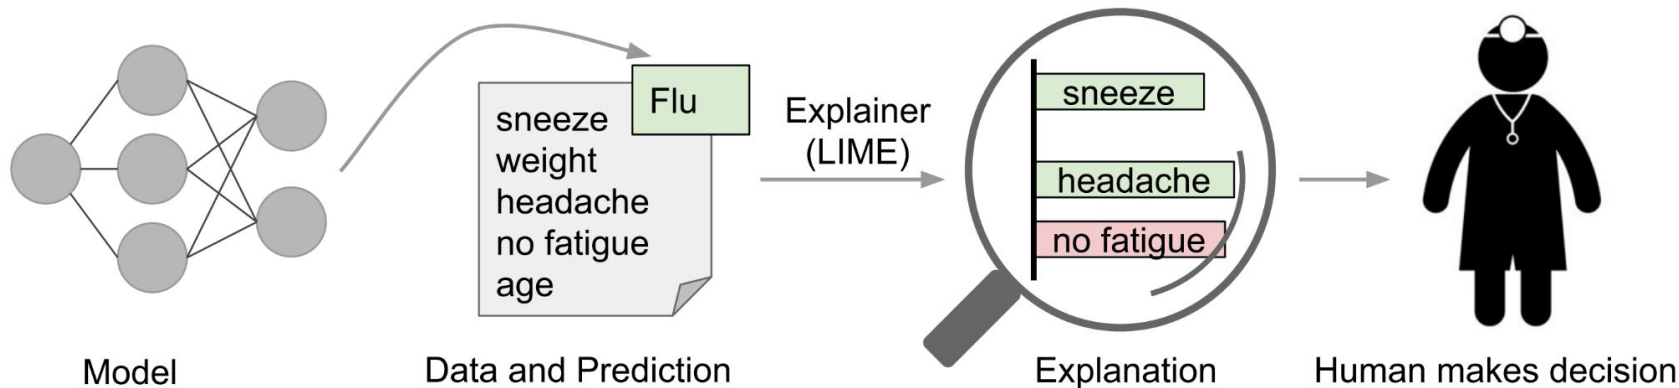 Flu
sneeze
weight
headache
no fatigue
age
Explainer
(LIME)
sneeze
headache
no fatigue
Model
Data and Prediction
Explanation
Human makes decision